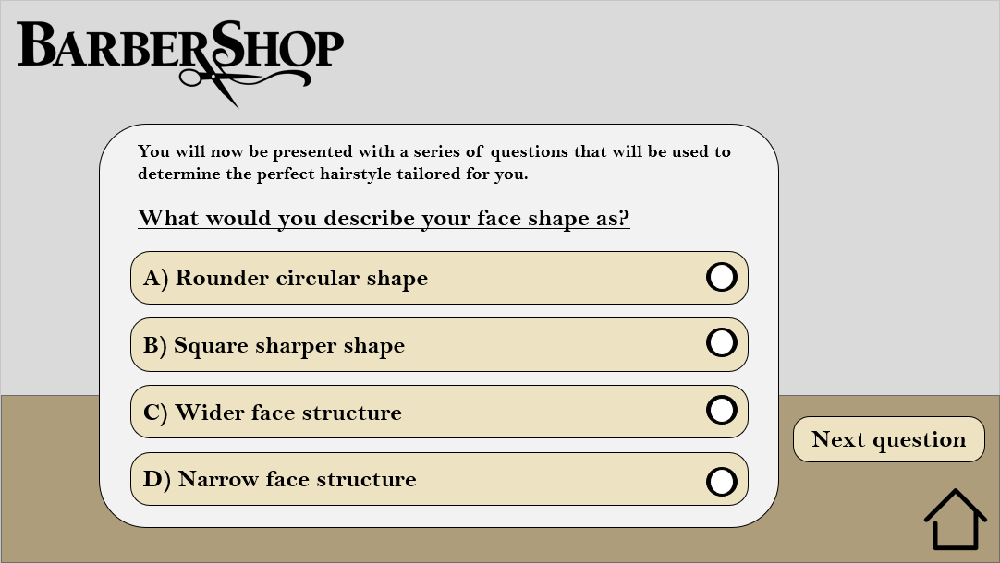 BARBERSHOP
You will now be presented with a series of questions that will be used to
determine the perfect hairstyle tailored for you.
What would you describe your face shape as?
A) Rounder circular shape
B) Square sharper shape
C) Wider face structure
D) Narrow face structure
Next question